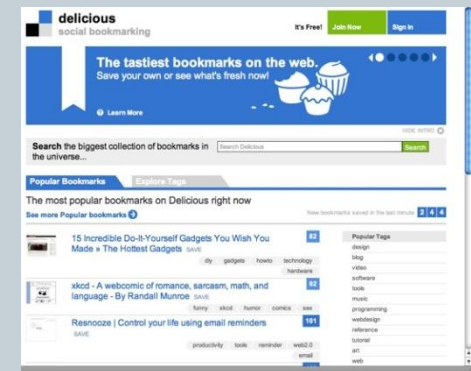 delicious
social bookmarking
It's Free!
Join Now
Sign In
The tastiest bookmarks on the web.
Save your own or see what's fresh now!
Learn More
HIDE INTRO
Search the biggest collection of bookmarks in
the universe...
Search Delicious
Search
Popular Bookmarks
Explore Tags
The most popular bookmarks on Delicious right now
See more Popular bookmarks
New bookmarks saved in the last minute 2 4 4
15 Incredible Do-It-Yourself Gadgets You Wish You
Made » The Hottest Gadgets SAVE
82
diy gadgets howto technology
hardware
xkcd - A webcomic of romance, sarcasm, math, and
language - By Randall Munroe SAVE
92
funny xkcd humor comics sex
Resnooze | Control your life using email reminders
SAVE
101
productivity tools reminder web2.0
email
Popular Tags
design
blog
video
software
tools
music
programming
webdesign
reference
tutorial
art
web